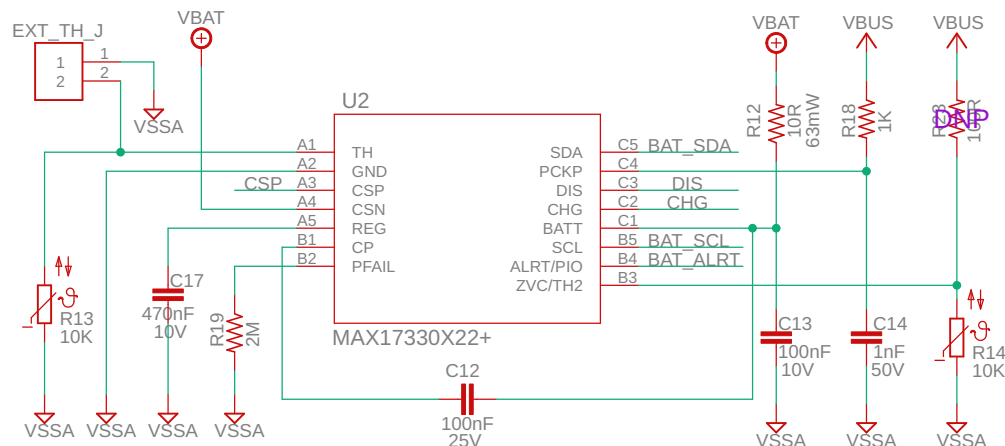 EXT_TH_J
1
2
1
2
VSSA
VBAT
U2
A1 TH
A2 GND
CSP A3 CSP
A4 CSN
A5 REG
B1 CP
B2 PFAIL
SDA C5 BAT_SDA
PCKP C4
DIS C3 DIS
CHG C2 CHG
BATT C1
SCL B5 BAT_SCL
ALRT/PIO B4 BAT_ALRT
ZVC/TH2 B3
MAX17330X22+
VBAT
R12
10R
63mW
VBUS
R18
1K
VBUS
DNP
R13
10K
C17
470nF
10V
R19
2M
C12
100nF
25V
C13
100nF
10V
C14
1nF
50V
R14
10K
VSSA
VSSA
VSSA
VSSA
VSSA
VSSA
VSSA